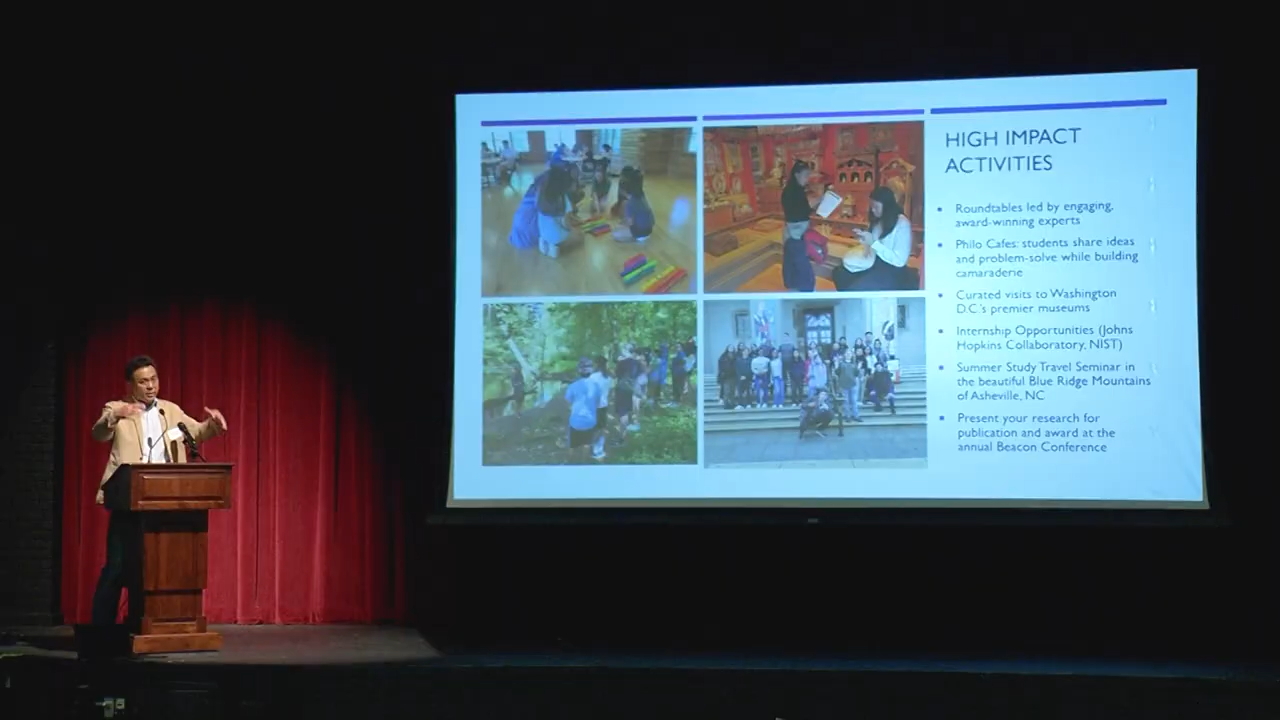 HIGH IMPACT
ACTIVITIES
Roundtables led by engaging,
award-winning experts
Philo Cafes: students share ideas
and problem-solve while building
camaraderie
Curated visits to Washington
D.C.'s premier museums
Internship Opportunities (Johns
Hopkins Collaboratory, NIST)
Summer Study Travel Seminar in
the beautiful Blue Ridge Mountains
of Asheville, NC
Present your research for
publication and award at the
annual Beacon Conference